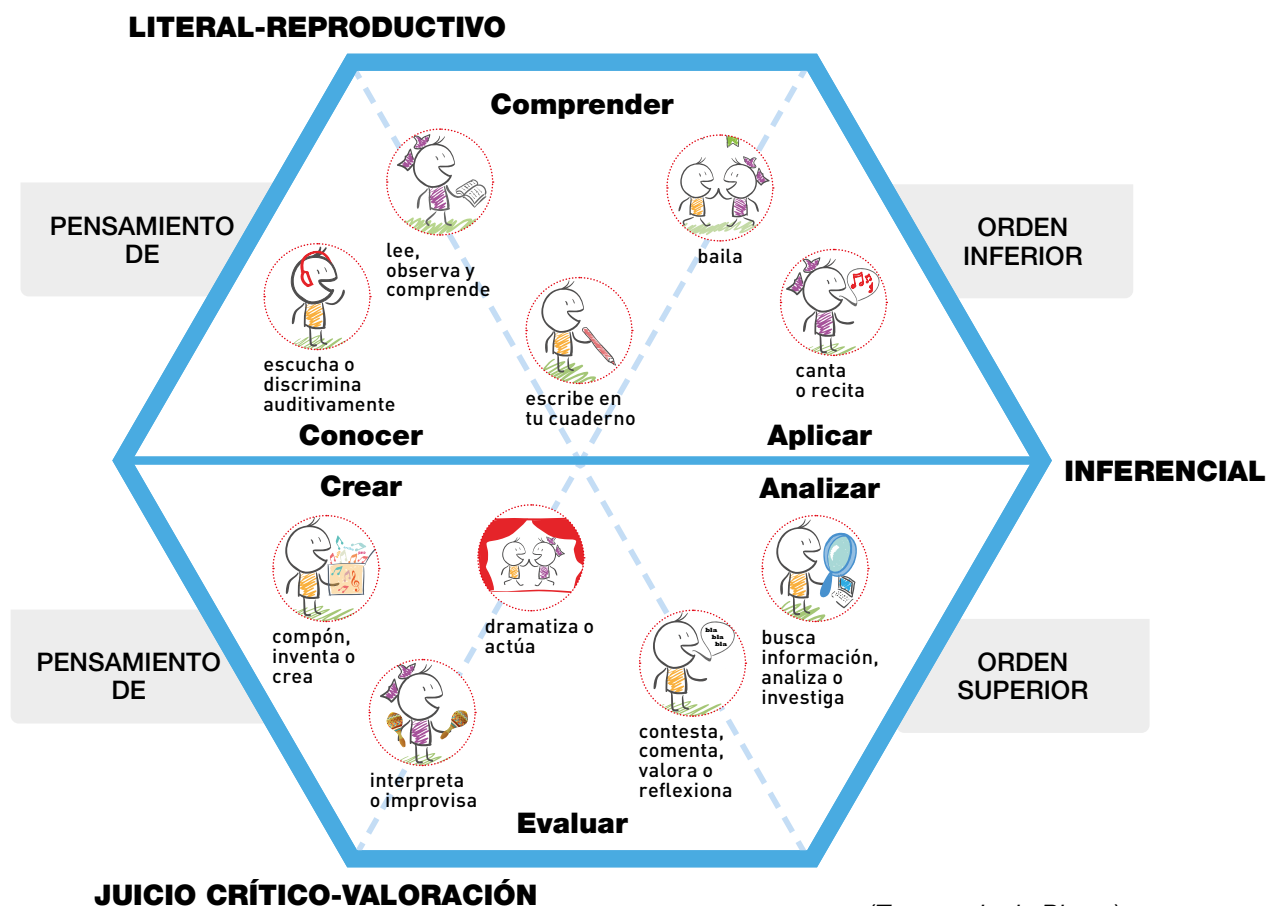 LITERAL-REPRODUCTIVO
Comprender
PENSAMIENTO
DE
ORDEN
INFERIOR
lee,
observa y
comprende
baila
escucha o
discrimina
auditivamente
escribe en
tu cuaderno
canta
o recita
Conocer
Aplicar
INFERENCIAL
Crear
Analizar
compón,
inventa o
crea
dramatiza o
actúa
bla
bla
bla
busca
información,
analiza o
investiga
PENSAMIENTO
DE
ORDEN
SUPERIOR
contesta,
comenta,
valora o
reflexiona
interpreta
o improvisa
Evaluar
JUICIO CRÍTICO-VALORACIÓN